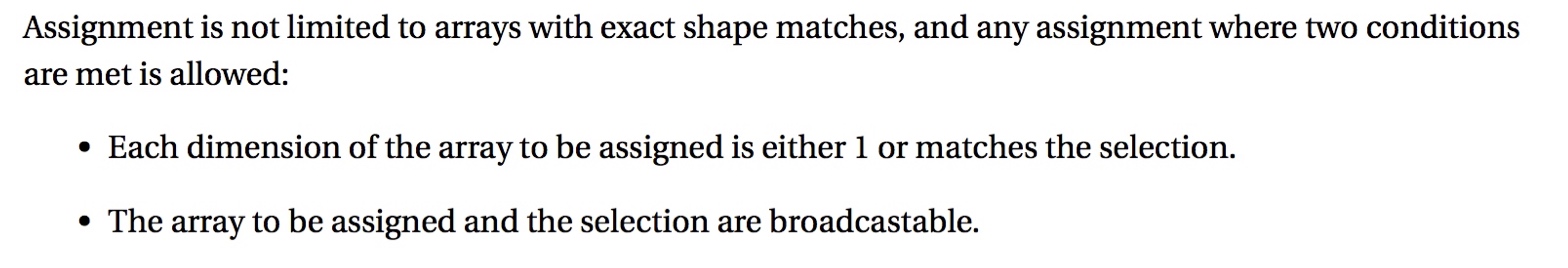 Assignment is not limited to arrays with exact shape matches, and any assignment where two conditions
are met is allowed:
• Each dimension of the array to be assigned is either 1 or matches the selection.
• The array to be assigned and the selection are broadcastable.